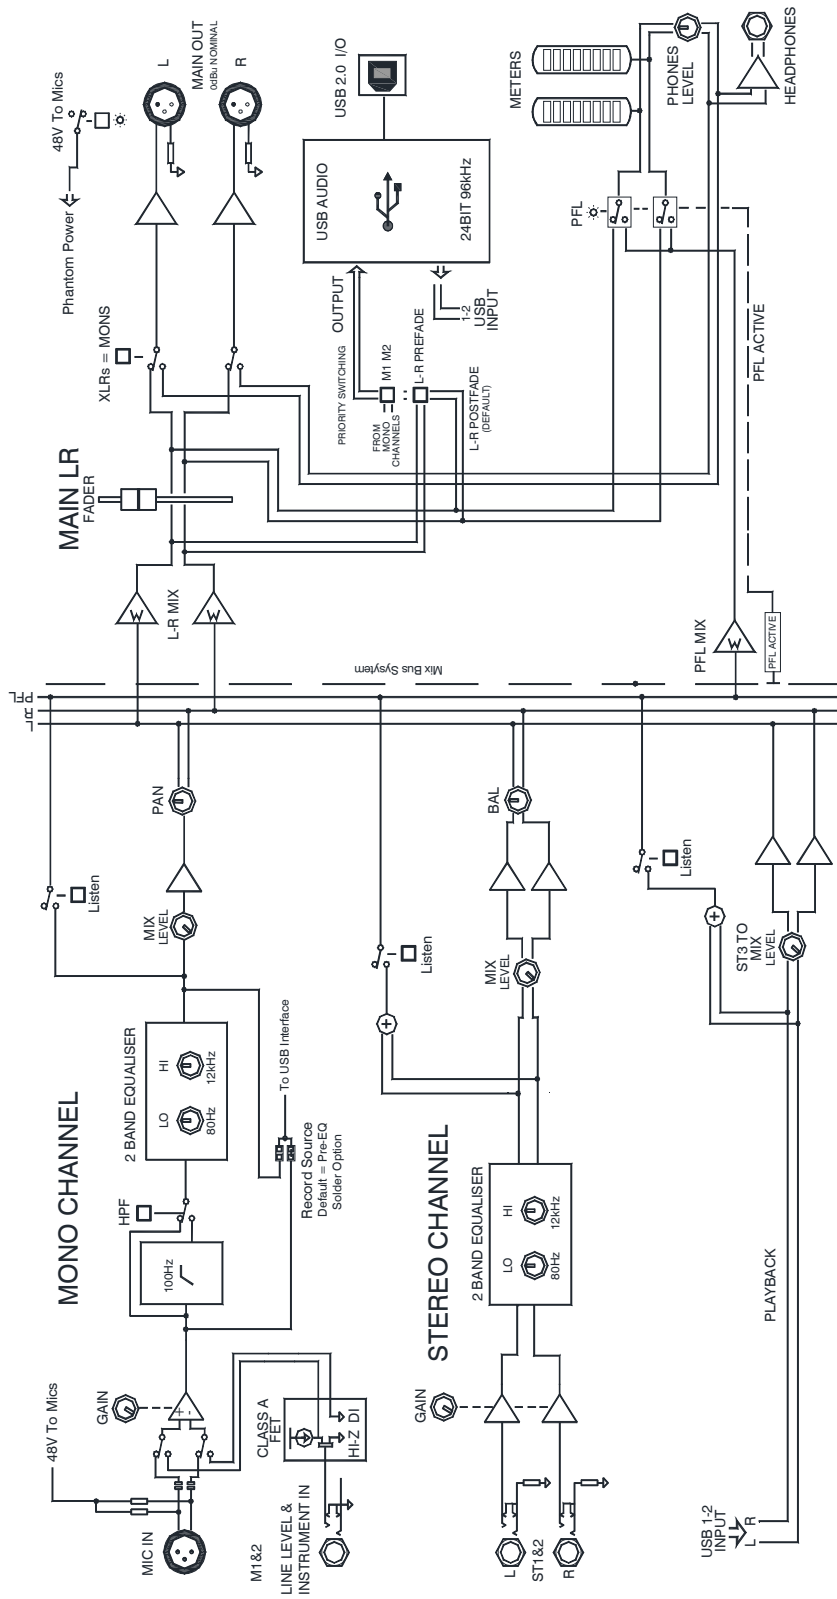 MONO CHANNEL
48V To Mics
MIC IN
GAIN
M1&2
LINE LEVEL &
INSTRUMENT IN
CLASS A
FET
HI-Z DI
+
-
100Hz
HPF
2 BAND EQUALISER
LO
HI
80Hz
12kHz
Record Source
Default = Pre-EQ
Solder Option
To USB Interface
Listen
MIX
LEVEL
PAN
STEREO CHANNEL
L
ST1&2
R
GAIN
2 BAND EQUALISER
LO
HI
80Hz
12kHz
+
Listen
MIX
LEVEL
BAL
USB 1-2
INPUT
L
R
PLAYBACK
+
Listen
ST3 TO
MIX
LEVEL
L
R
PFL
Mix Bus Sysytem
MAIN LR
FADER
L-R MIX
XLRs = MONS
Phantom Power
48V To Mics
L
MAIN OUT
0dBu NOMINAL
R
PRIORITY SWITCHING
OUTPUT
FROM
MONO
CHANNELS
M1 M2
L-R PREFADE
L-R POSTFADE
(DEFAULT)
1-2
USB
INPUT
USB AUDIO
24BIT 96kHz
USB 2.0 I/O
PFL MIX
PFL ACTIVE
PFL ACTIVE
PFL
METERS
PHONES
LEVEL
HEADPHONES